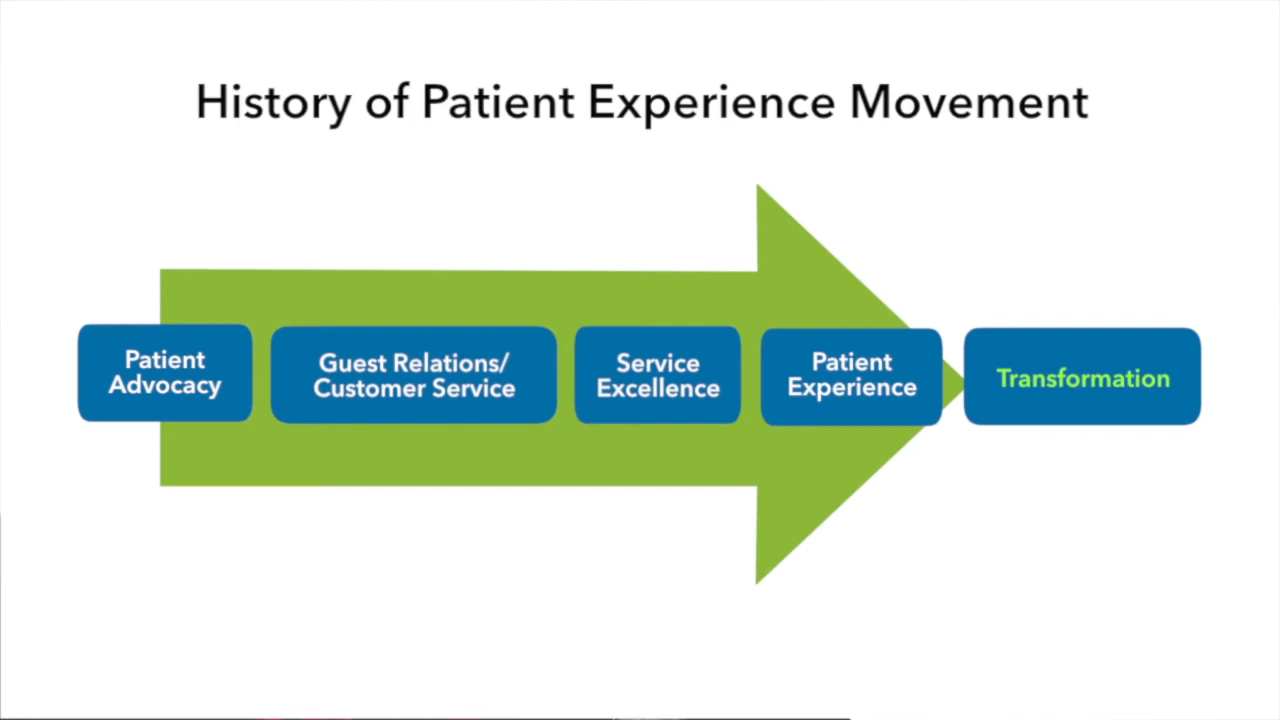 History of Patient Experience Movement
Patient
Advocacy
Guest Relations/
Customer Service
Service
Excellence
Patient
Experience
Transformation